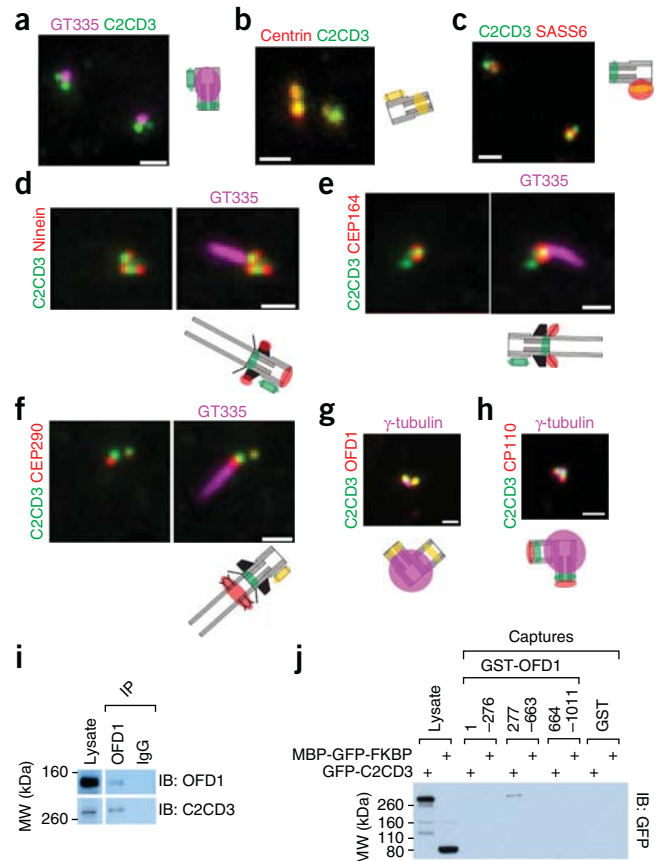 a
GT335 C2CD3
b
Centrin C2CD3
c
C2CD3 SASS6
d
C2CD3 Ninein
GT335
e
C2CD3 CEP164
GT335
f
C2CD3 CEP290
GT335
g
γ-tubulin
C2CD3 OFD1
h
γ-tubulin
C2CD3 CP110
i
IP
Lysate
OFD1
IgG
MW (kDa)
160
IB: OFD1
260
IB: C2CD3
j
Captures
GST-OFD1
Lysate
1
–276
277
–663
664
–1011
GST
MBP-GFP-FKBP + + + + +
GFP-C2CD3 + + + + +
MW (kDa)
260
160
110
80
IB: GFP